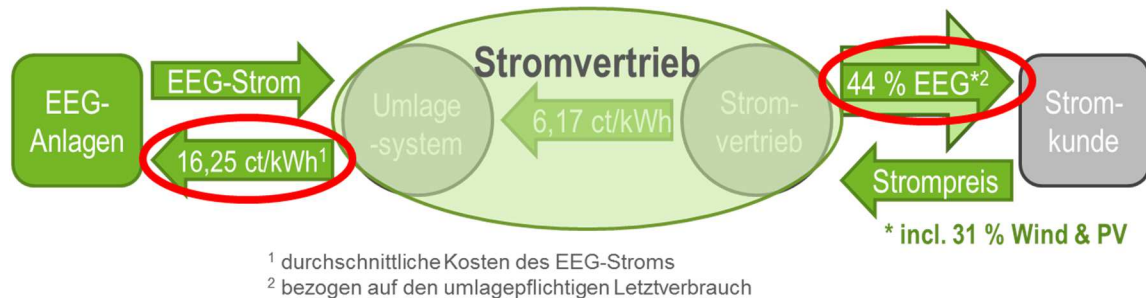 EEG-
Anlagen
EEG-Strom
16,25 ct/kWh¹
Stromvertrieb
Umlage
-system
6,17 ct/kWh
Strom-
vertrieb
44 % EEG*²
Strompreis
Strom-
kunde
* incl. 31 % Wind & PV
¹ durchschnittliche Kosten des EEG-Stroms
² bezogen auf den umlagepflichtigen Letztverbrauch